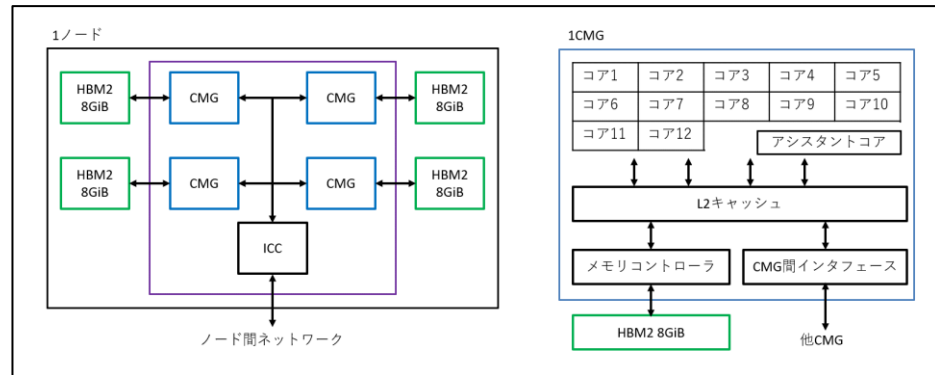 1ノード
HBM2
8GiB
CMG
CMG
HBM2
8GiB
HBM2
8GiB
CMG
CMG
HBM2
8GiB
ICC
ノード間ネットワーク
1CMG
コア1 コア2 コア3 コア4 コア5
コア6 コア7 コア8 コア9 コア10
コア11 コア12
アシスタントコア
L2キャッシュ
メモリコントローラ
CMG間インタフェース
HBM2 8GiB
他CMG